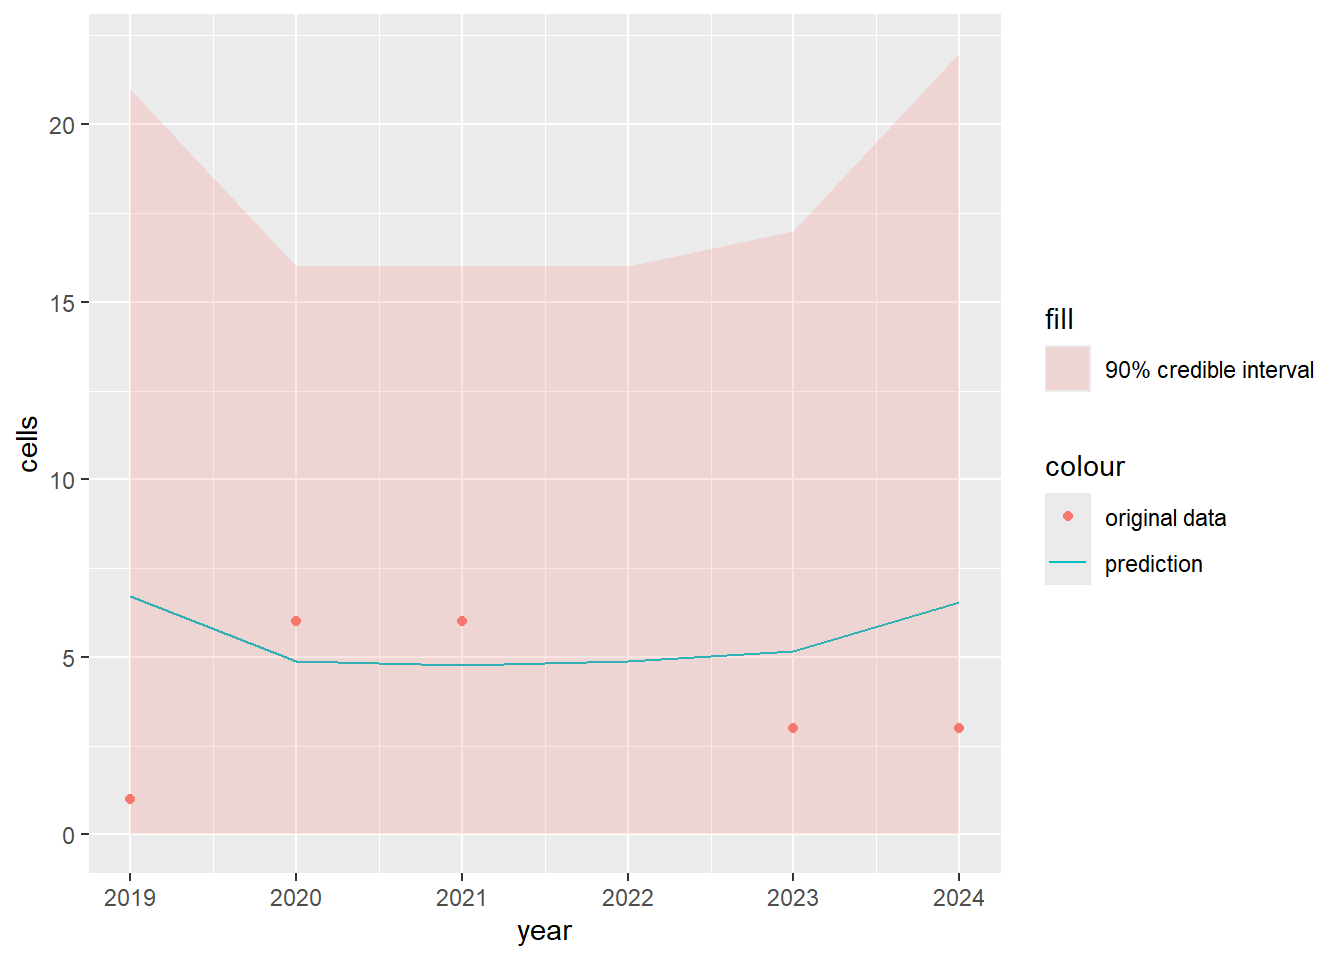 20
15
10
5
0
cells
2019 2020 2021 2022 2023 2024
year
fill
90% credible interval
colour
original data
prediction